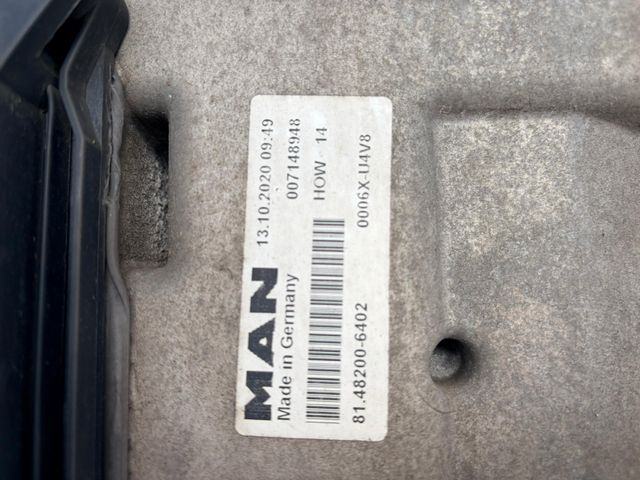 MAN 13.10.2020 09:49
Made in Germany 007148948
HOW - 14
81.48200-6402 0006X-U4V8